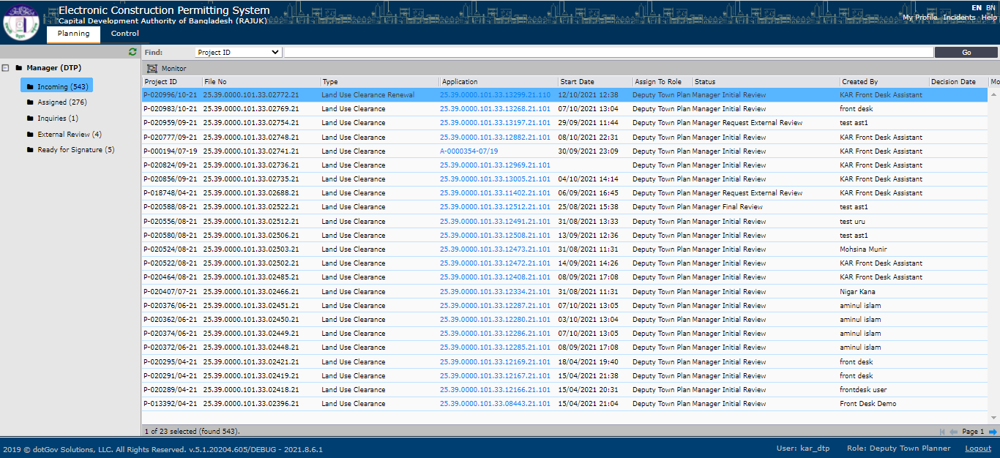 Electronic Construction Permitting System
Capital Development Authority of Bangladesh (RAJUK)
EN BN
My Profile Incidents Help
Planning Control
Find: Project ID Go
Manager (DTP)
Incoming (543)
Assigned (276)
Inquiries (1)
External Review (4)
Ready for Signature (5)
Monitor
Project ID File No Type Application Start Date Assign To Role Status Created By Decision Date Mo
P-020996/10-21 25.39.0000.101.33.02772.21 Land Use Clearance Renewal 25.39.0000.101.33.13299.21.110 12/10/2021 12:38 Deputy Town Plan Manager Initial Review KAR Front Desk Assistant
P-020983/10-21 25.39.0000.101.33.02769.21 Land Use Clearance 25.39.0000.101.33.13268.21.101 07/10/2021 13:04 Deputy Town Plan Manager Initial Review front desk
P-020959/09-21 25.39.0000.101.33.02754.21 Land Use Clearance 25.39.0000.101.33.13197.21.101 29/09/2021 11:44 Deputy Town Plan Manager Request External Review test ast1
P-020777/09-21 25.39.0000.101.33.02748.21 Land Use Clearance 25.39.0000.101.33.12882.21.101 08/10/2021 22:31 Deputy Town Plan Manager Initial Review KAR Front Desk Assistant
P-000194/07-19 25.39.0000.101.33.02741.21 Land Use Clearance A-0000354-07/19 30/09/2021 23:09 Deputy Town Plan Manager Initial Review KAR Front Desk Assistant
P-020824/09-21 25.39.0000.101.33.02736.21 Land Use Clearance 25.39.0000.101.33.12969.21.101 Deputy Town Plan Manager Initial Review KAR Front Desk Assistant
P-020856/09-21 25.39.0000.101.33.02735.21 Land Use Clearance 25.39.0000.101.33.13005.21.101 04/10/2021 14:14 Deputy Town Plan Manager Initial Review KAR Front Desk Assistant
P-018748/04-21 25.39.0000.101.33.02688.21 Land Use Clearance 25.39.0000.101.33.11402.21.101 06/09/2021 16:45 Deputy Town Plan Manager Request External Review KAR Front Desk Assistant
P-020588/08-21 25.39.0000.101.33.02522.21 Land Use Clearance 25.39.0000.101.33.12512.21.101 25/08/2021 15:38 Deputy Town Plan Manager Final Review test ast1
P-020556/08-21 25.39.0000.101.33.02512.21 Land Use Clearance 25.39.0000.101.33.12491.21.101 31/08/2021 13:33 Deputy Town Plan Manager Initial Review test uru
P-020580/08-21 25.39.0000.101.33.02506.21 Land Use Clearance 25.39.0000.101.33.12508.21.101 13/09/2021 12:36 Deputy Town Plan Manager Initial Review test ast1
P-020524/08-21 25.39.0000.101.33.02503.21 Land Use Clearance 25.39.0000.101.33.12473.21.101 31/08/2021 11:31 Deputy Town Plan Manager Initial Review Mohsina Munir
P-020522/08-21 25.39.0000.101.33.02502.21 Land Use Clearance 25.39.0000.101.33.12472.21.101 14/09/2021 14:26 Deputy Town Plan Manager Initial Review KAR Front Desk Assistant
P-020464/08-21 25.39.0000.101.33.02485.21 Land Use Clearance 25.39.0000.101.33.12408.21.101 08/09/2021 17:08 Deputy Town Plan Manager Initial Review KAR Front Desk Assistant
P-020407/07-21 25.39.0000.101.33.02466.21 Land Use Clearance 25.39.0000.101.33.12334.21.101 31/08/2021 11:31 Deputy Town Plan Manager Initial Review Nigar Kana
P-020376/06-21 25.39.0000.101.33.02451.21 Land Use Clearance 25.39.0000.101.33.12287.21.101 07/10/2021 13:05 Deputy Town Plan Manager Initial Review aminul islam
P-020362/06-21 25.39.0000.101.33.02450.21 Land Use Clearance 25.39.0000.101.33.12280.21.101 03/10/2021 13:04 Deputy Town Plan Manager Initial Review aminul islam
P-020374/06-21 25.39.0000.101.33.02449.21 Land Use Clearance 25.39.0000.101.33.12286.21.101 07/10/2021 13:05 Deputy Town Plan Manager Initial Review aminul islam
P-020372/06-21 25.39.0000.101.33.02448.21 Land Use Clearance 25.39.0000.101.33.12285.21.101 08/09/2021 17:08 Deputy Town Plan Manager Initial Review aminul islam
P-020295/04-21 25.39.0000.101.33.02421.21 Land Use Clearance 25.39.0000.101.33.12169.21.101 18/04/2021 19:40 Deputy Town Plan Manager Initial Review front desk
P-020291/04-21 25.39.0000.101.33.02419.21 Land Use Clearance 25.39.0000.101.33.12167.21.101 15/04/2021 21:38 Deputy Town Plan Manager Initial Review front desk
P-020289/04-21 25.39.0000.101.33.02418.21 Land Use Clearance 25.39.0000.101.33.12166.21.101 15/04/2021 20:31 Deputy Town Plan Manager Initial Review frontdesk user
P-013392/04-21 25.39.0000.101.33.02396.21 Land Use Clearance 25.39.0000.101.33.08443.21.101 15/04/2021 21:04 Deputy Town Plan Manager Initial Review Front Desk Demo
1 of 23 selected (found 543). Page 1
2019 © dotGov Solutions, LLC. All Rights Reserved. v.5.1.20204.605/DEBUG - 2021.8.6.1 User: kar_dtp Role: Deputy Town Planner Logout